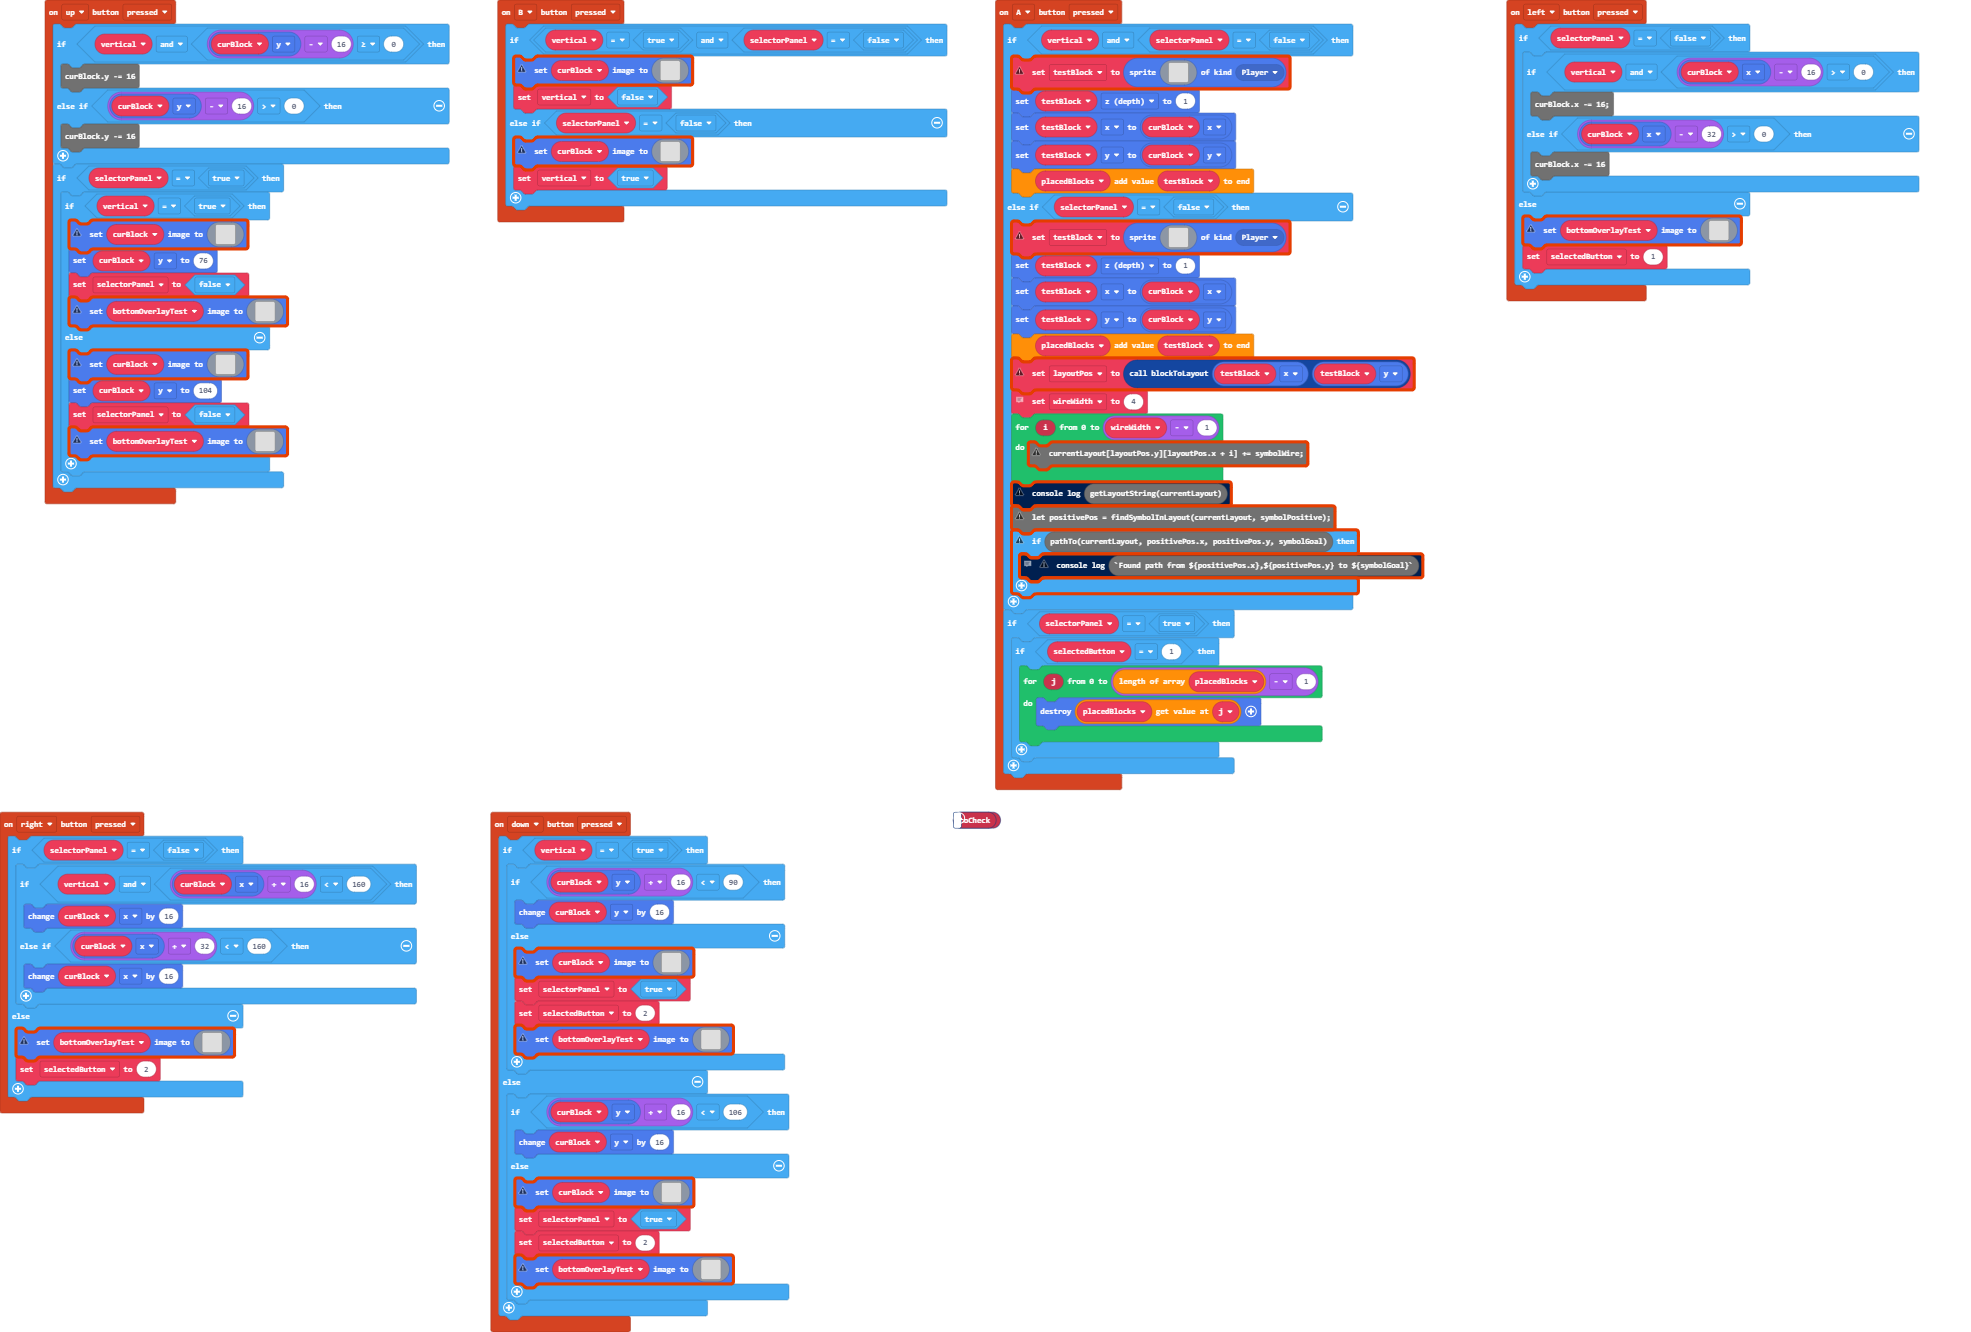 on up button pressed
if vertical and curBlock y - 16 ≥ 0 then
curBlock.y -= 16
else if curBlock y - 16 > 0 then
curBlock.y -= 16
if selectorPanel = true then
if vertical = true then
set curBlock image to
set curBlock y to 76
set selectorPanel to false
set bottomOverlayTest image to
else
set curBlock image to
set curBlock y to 104
set selectorPanel to false
set bottomOverlayTest image to
on B button pressed
if vertical = true and selectorPanel = false then
set curBlock image to
set vertical to false
else if selectorPanel = false then
set curBlock image to
set vertical to true
on A button pressed
if vertical and selectorPanel = false then
set testBlock to sprite of kind Player
set testBlock z (depth) to 1
set testBlock x to curBlock x
set testBlock y to curBlock y
placedBlocks add value testBlock to end
else if selectorPanel = false then
set testBlock to sprite of kind Player
set testBlock z (depth) to 1
set testBlock x to curBlock x
set testBlock y to curBlock y
placedBlocks add value testBlock to end
set layoutPos to call blockToLayout testBlock x testBlock y
set wireWidth to 4
for i from 0 to wireWidth - 1
do currentLayout[layoutPos.y][layoutPos.x + i] += symbolWire;
console log getLayoutString(currentLayout)
let positivePos = findSymbolInLayout(currentLayout, symbolPositive);
if pathTo(currentLayout, positivePos.x, positivePos.y, symbolGoal) then
console log `Found path from ${positivePos.x},${positivePos.y} to ${symbolGoal}`
if selectorPanel = true then
if selectedButton = 1 then
for j from 0 to length of array placedBlocks - 1
do destroy placedBlocks get value at j
on left button pressed
if selectorPanel = false then
if vertical and curBlock x - 16 > 0 then
curBlock.x -= 16;
else if curBlock x - 32 > 0 then
curBlock.x -= 16
else
set bottomOverlayTest image to
set selectedButton to 1
on right button pressed
if selectorPanel = false then
if vertical and curBlock x + 16 < 160 then
change curBlock x by 16
else if curBlock x + 32 < 160 then
change curBlock x by 16
else
set bottomOverlayTest image to
set selectedButton to 2
on down button pressed
if vertical = true then
if curBlock y + 16 < 90 then
change curBlock y by 16
else
set curBlock image to
set selectorPanel to true
set selectedButton to 2
set bottomOverlayTest image to
else
if curBlock y + 16 < 106 then
change curBlock y by 16
else
set curBlock image to
set selectorPanel to true
set selectedButton to 2
set bottomOverlayTest image to